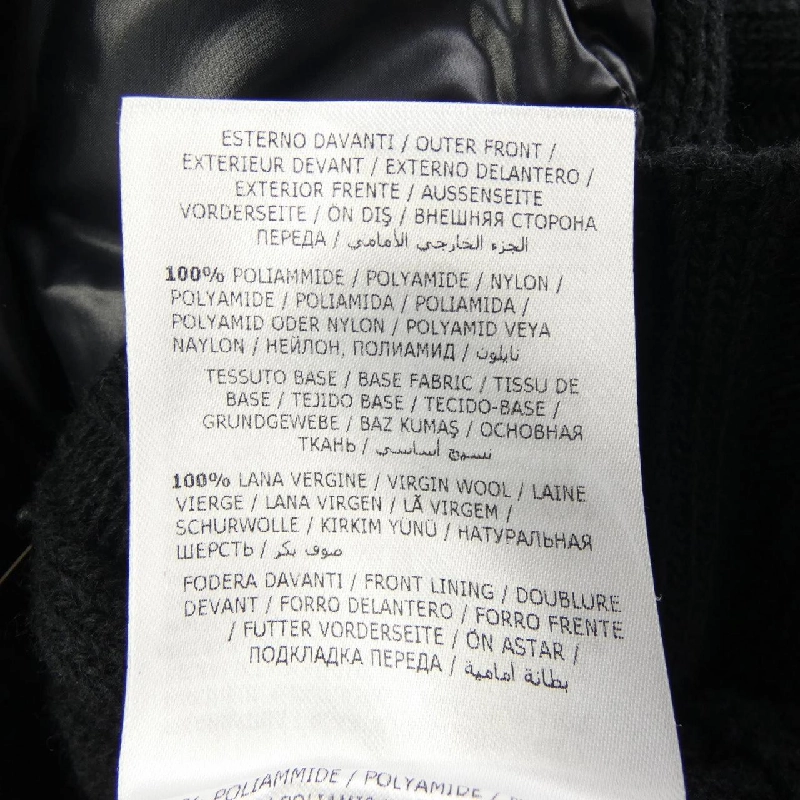 ESTERNO DAVANTI / OUTER FRONT /
EXTERIEUR DEVANT / EXTERNO DELANTERO /
EXTERIOR FRENTE / AUSSENSEITE
VORDERSEITE / ÖN DIŞ / ВНЕШНЯЯ СТОРОНА
ПЕРЕДА / الجزء الخارجي الأمامي
100% POLIAMMIDE / POLYAMIDE / NYLON /
POLYAMIDE / POLIAMIDA / POLIAMIDA /
POLYAMID ODER NYLON / POLYAMID VEYA
NAYLON / НЕЙЛОН, ПОЛИАМИД / نايلون
TESSUTO BASE / BASE FABRIC / TISSU DE
BASE / TEJIDO BASE / TECIDO-BASE /
GRUNDGEWEBE / BAZ KUMAŞ / ОСНОВНАЯ
ТКАНЬ / نسيج أساسي
100% LANA VERGINE / VIRGIN WOOL / LAINE
VIERGE / LANA VIRGEN / LÃ VIRGEM /
SCHURWOLLE / KIRKIM YÜNÜ / НАТУРАЛЬНАЯ
ШЕРСТЬ / صوف بكر
FODERA DAVANTI / FRONT LINING / DOUBLURE
DEVANT / FORRO DELANTERO / FORRO FRENTE
/ FUTTER VORDERSEITE / ÖN ASTAR /
ПОДКЛАДКА ПЕРЕДА / بطانة أمامية
% POLIAMMIDE / POLYAMIDE /